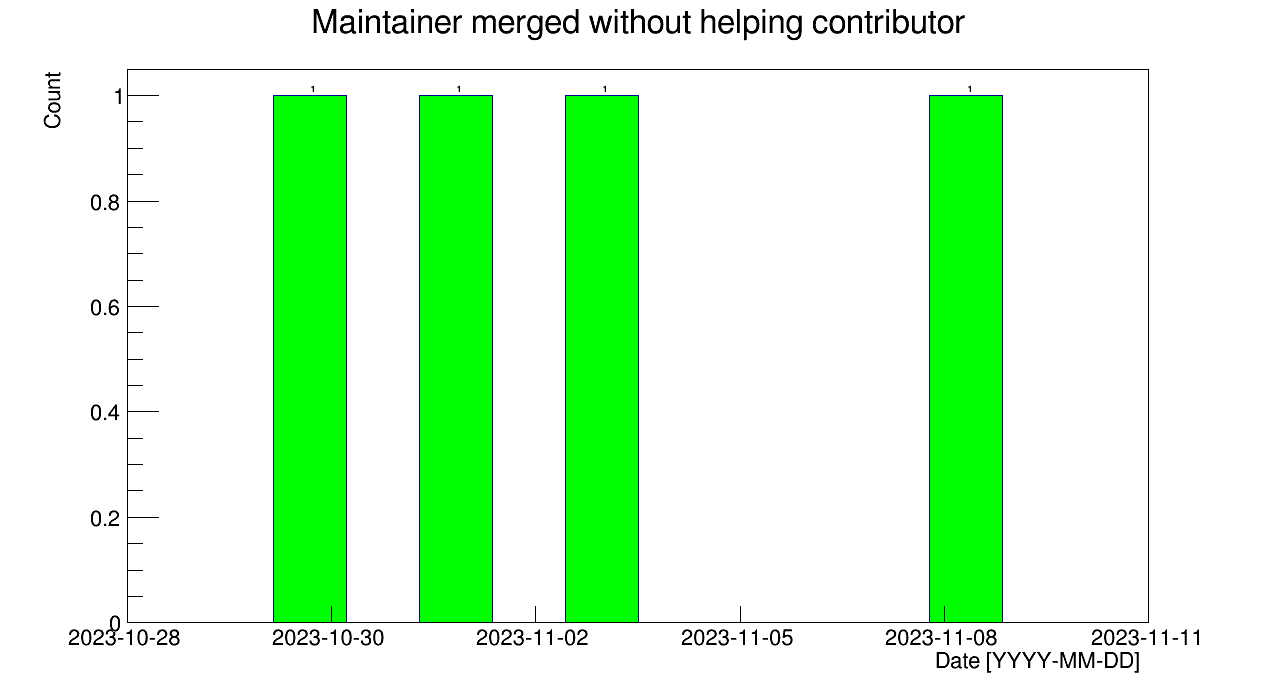 Maintainer merged without helping contributor
Count
1 1 1 1
1
0.8
0.6
0.4
0.2
0
2023-10-28 2023-10-30 2023-11-02 2023-11-05 2023-11-08 2023-11-11
Date [YYYY-MM-DD]